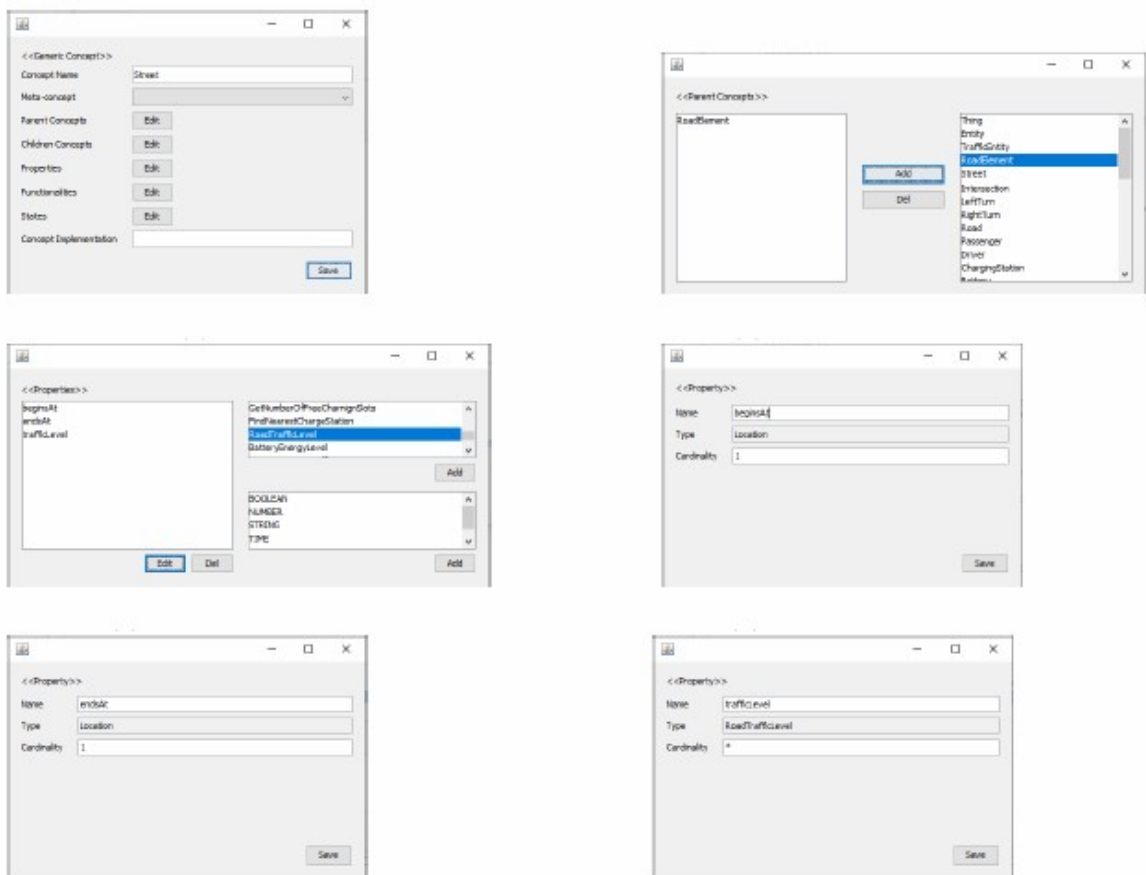 <<Generic Concept>>
Concept Name Street
Meta-concept
Parent Concepts Edit
Children Concepts Edit
Properties Edit
Functionalities Edit
States Edit
Concept Implementation
Save
<<Parent Concepts>>
RoadElement
Add
Del
Thing
Entity
TrafficEntity
RoadElement
Street
Intersection
LeftTurn
RightTurn
Road
Passenger
Driver
ChargingStation
Battery
<<Properties>>
beginsAt
endsAt
trafficLevel
Edit Del
GetNumberOfFreeCharnignSlots
FindNearestChargeStation
RoadTrafficLevel
BatteryEnergyLevel
Add
BOOLEAN
NUMBER
STRING
TIME
Add
<<Property>>
Name beginsAt
Type Location
Cardinality 1
Save
<<Property>>
Name endsAt
Type Location
Cardinality 1
Save
<<Property>>
Name trafficLevel
Type RoadTrafficLevel
Cardinality *
Save